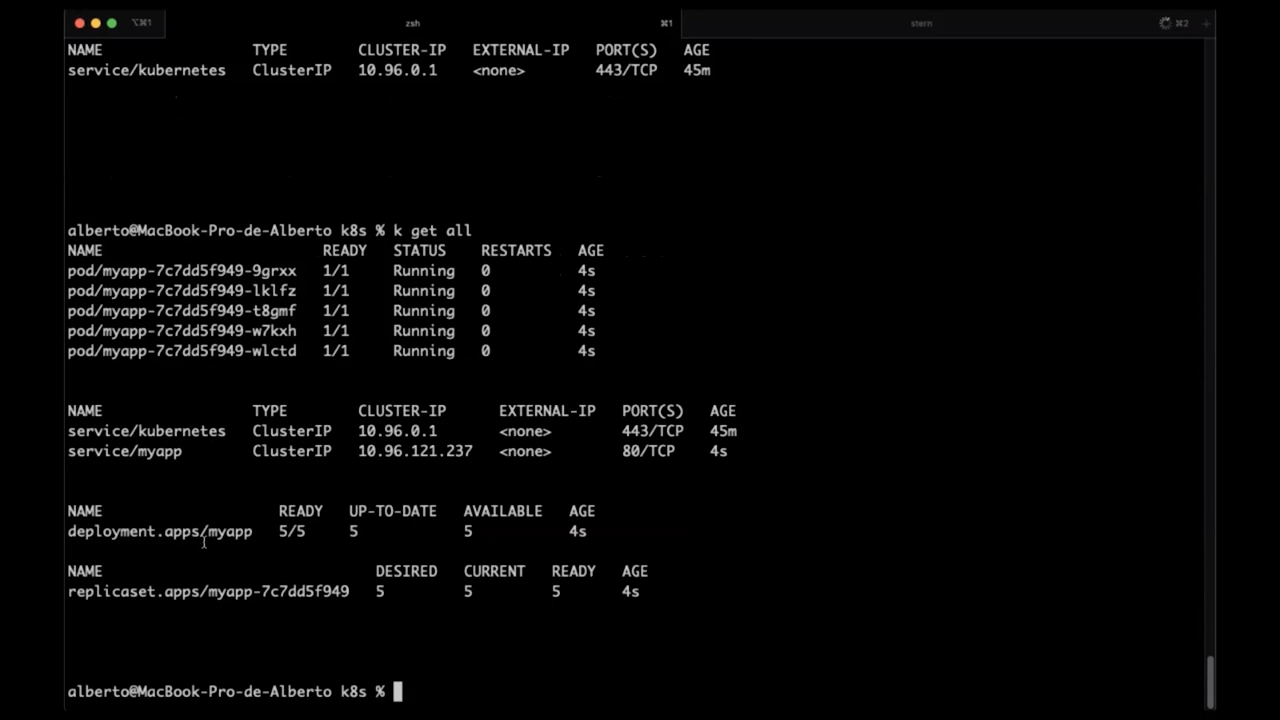 ⌥⌘1 zsh ⌘1 stern ⌘2 +
NAME TYPE CLUSTER-IP EXTERNAL-IP PORT(S) AGE
service/kubernetes ClusterIP 10.96.0.1 <none> 443/TCP 45m
alberto@MacBook-Pro-de-Alberto k8s % k get all
NAME READY STATUS RESTARTS AGE
pod/myapp-7c7dd5f949-9grxx 1/1 Running 0 4s
pod/myapp-7c7dd5f949-lklfz 1/1 Running 0 4s
pod/myapp-7c7dd5f949-t8gmf 1/1 Running 0 4s
pod/myapp-7c7dd5f949-w7kxh 1/1 Running 0 4s
pod/myapp-7c7dd5f949-wlctd 1/1 Running 0 4s
NAME TYPE CLUSTER-IP EXTERNAL-IP PORT(S) AGE
service/kubernetes ClusterIP 10.96.0.1 <none> 443/TCP 45m
service/myapp ClusterIP 10.96.121.237 <none> 80/TCP 4s
NAME READY UP-TO-DATE AVAILABLE AGE
deployment.apps/myapp 5/5 5 5 4s
NAME DESIRED CURRENT READY AGE
replicaset.apps/myapp-7c7dd5f949 5 5 5 4s
alberto@MacBook-Pro-de-Alberto k8s %